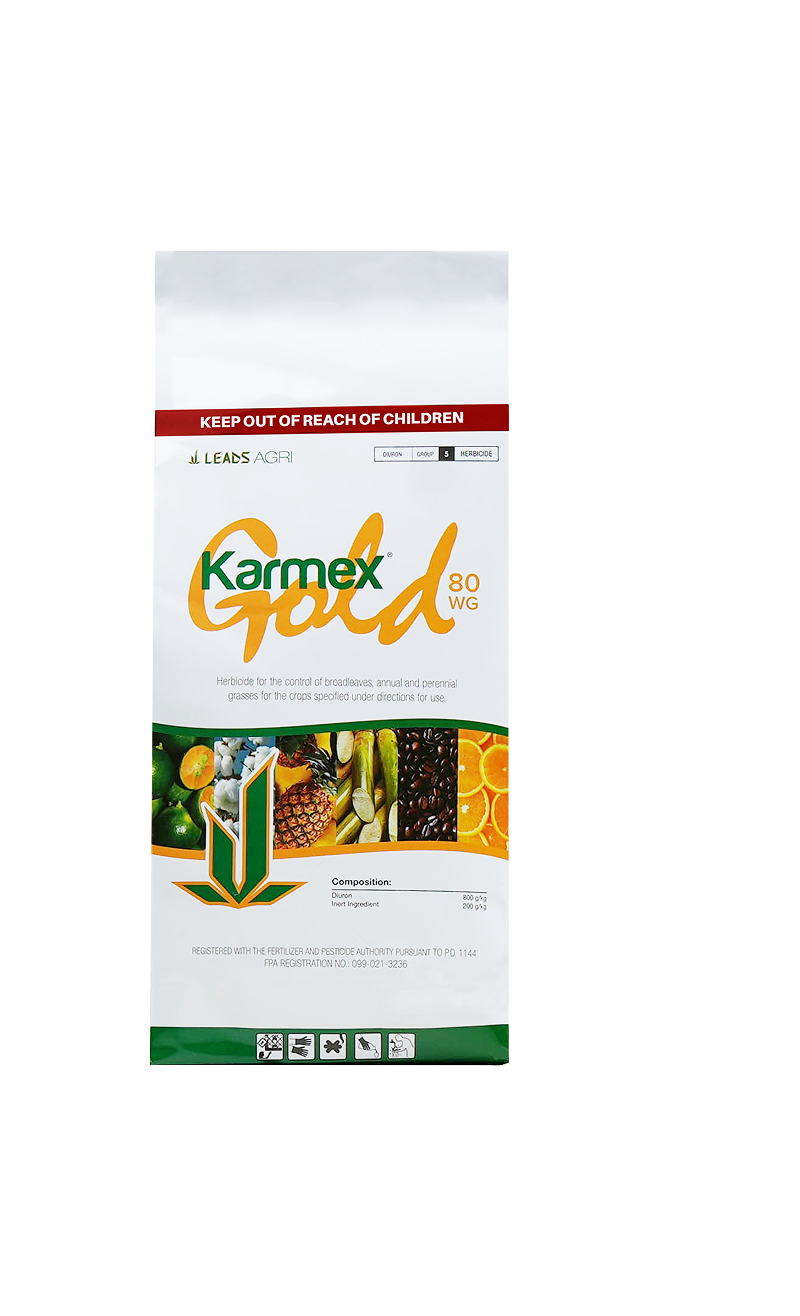 KEEP OUT OF REACH OF CHILDREN
LEADS AGRI
DIURON GROUP 5 HERBICIDE
Karmex®
Gold
80
WG
Herbicide for the control of broadleaves, annual and perennial
grasses for the crops specified under directions for use.
Composition:
Diuron 800 g/kg
Inert Ingredient 200 g/kg
REGISTERED WITH THE FERTILIZER AND PESTICIDE AUTHORITY PURSUANT TO P.D. 1144
FPA REGISTRATION NO.: 099-021-3236